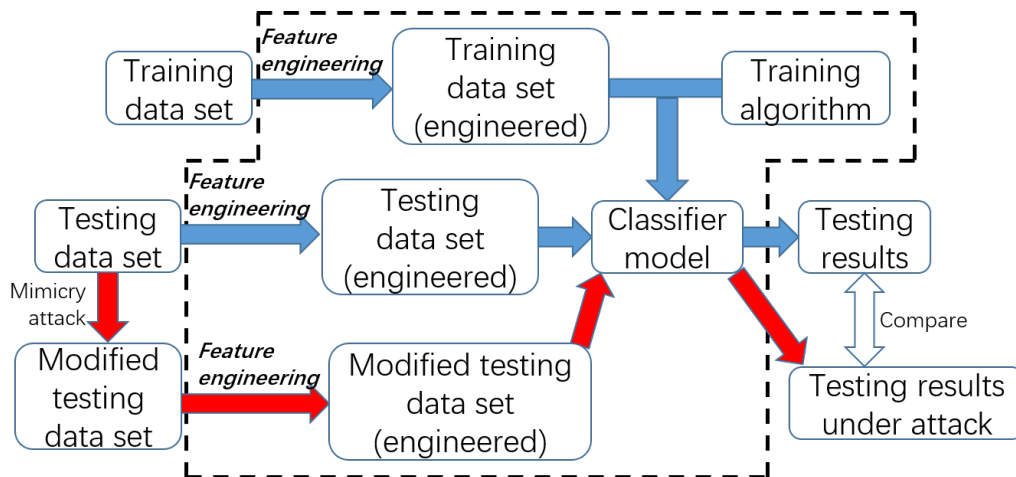 Feature
engineering
Training
data set
Training
data set
(engineered)
Training
algorithm
Feature
engineering
Testing
data set
Testing
data set
(engineered)
Classifier
model
Testing
results
Mimicry
attack
Compare
Modified
testing
data set
Feature
engineering
Modified testing
data set
(engineered)
Testing results
under attack